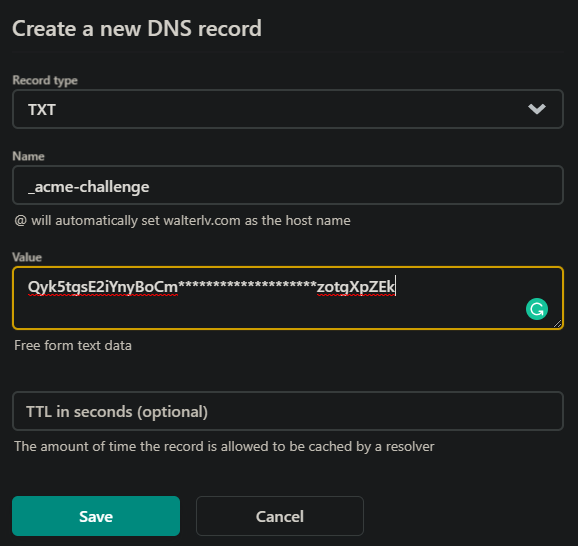 Create a new DNS record
Record type
TXT
Name
_acme-challenge
@ will automatically set walterlv.com as the host name
Value
Qyk5tgsE2iYnyBoCm********************zotgXpZEk
Free form text data
TTL in seconds (optional)
The amount of time the record is allowed to be cached by a resolver
Save
Cancel